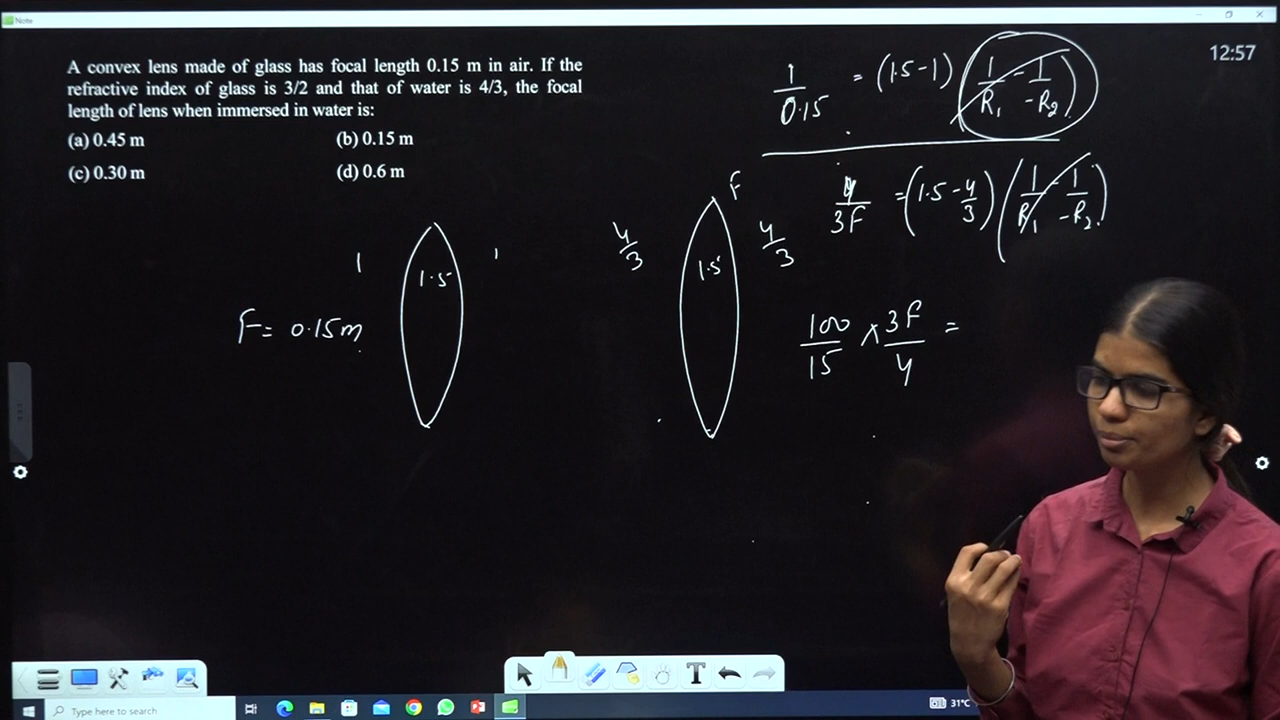 Note
12:57
A convex lens made of glass has focal length 0.15 m in air. If the
refractive index of glass is 3/2 and that of water is 4/3, the focal
length of lens when immersed in water is:
(a) 0.45 m (b) 0.15 m
(c) 0.30 m (d) 0.6 m
1/0.15 = (1.5-1) (1/R₁ - 1/-R₂)
4/3F = (1.5 - 4/3) (1/R₁ - 1/-R₂)
1 1.5 1
F = 0.15m
F
4/3 1.5 4/3
100/15 × 3F/4 =
Type here to search
31°C